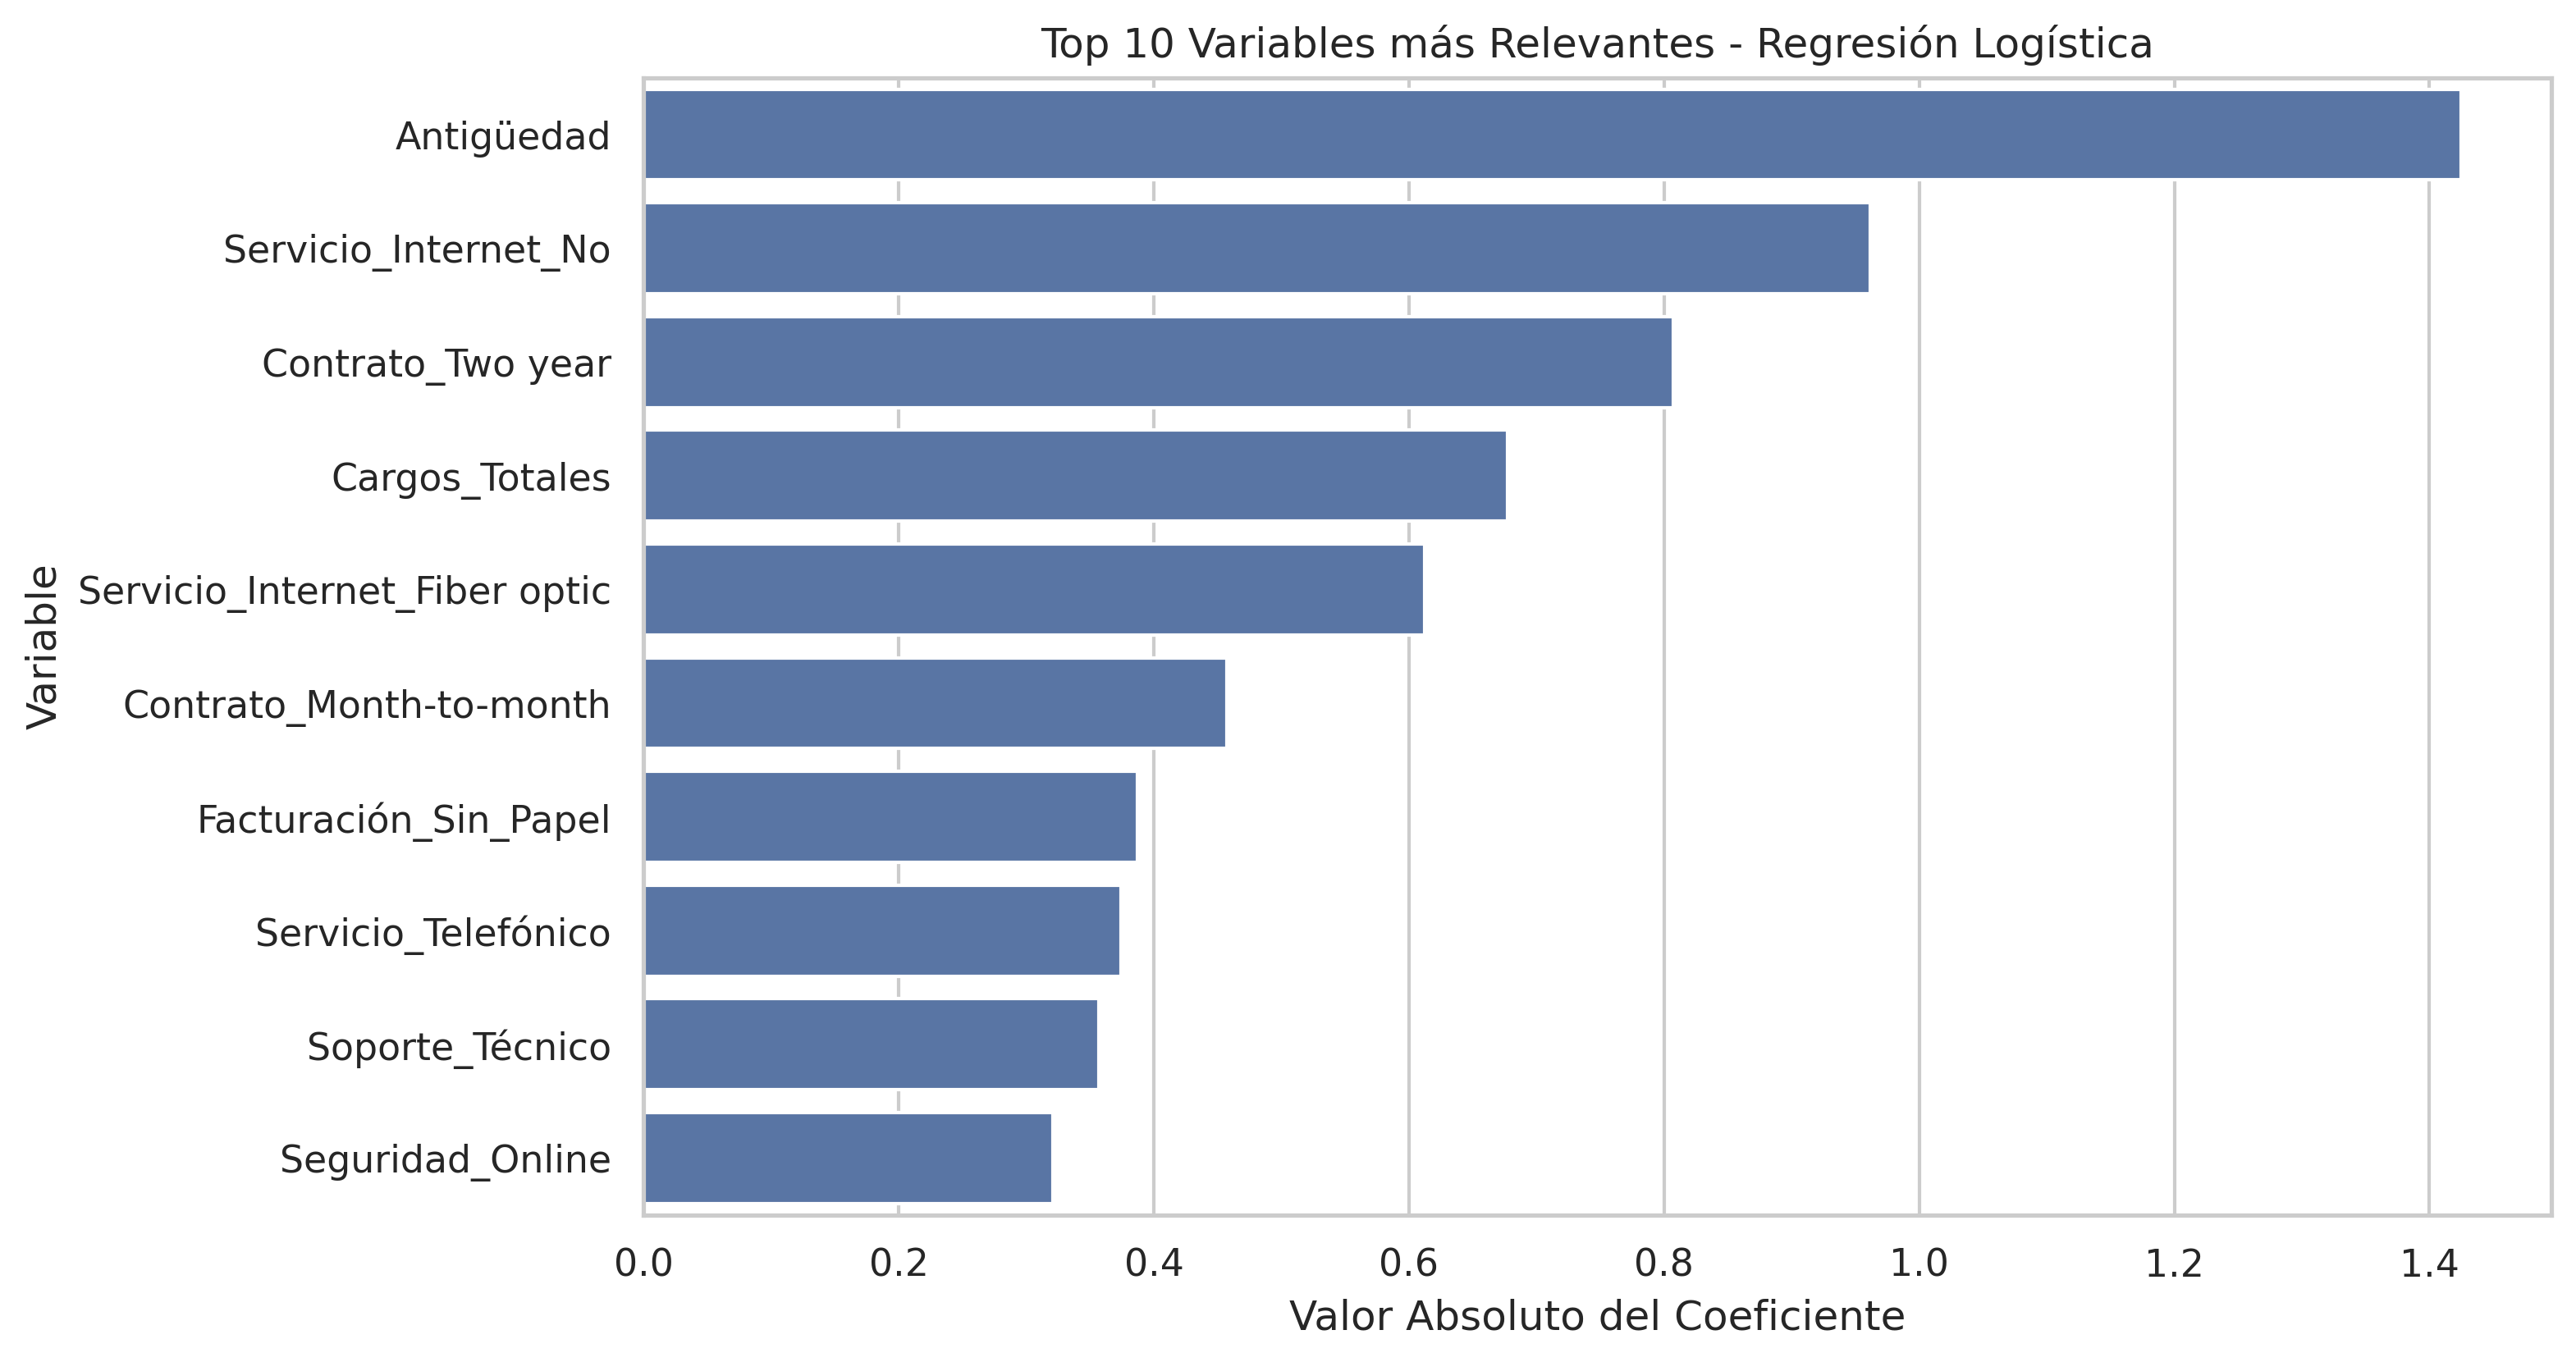 Top 10 Variables más Relevantes - Regresión Logística
Variable
Antigüedad
Servicio_Internet_No
Contrato_Two year
Cargos_Totales
Servicio_Internet_Fiber optic
Contrato_Month-to-month
Facturación_Sin_Papel
Servicio_Telefónico
Soporte_Técnico
Seguridad_Online
0.0 0.2 0.4 0.6 0.8 1.0 1.2 1.4
Valor Absoluto del Coeficiente